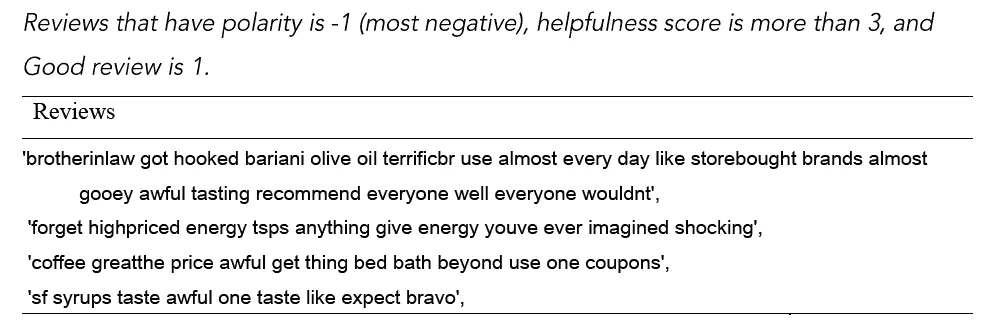 Reviews that have polarity is -1 (most negative), helpfulness score is more than 3, and
Good review is 1.
Reviews
'brotherinlaw got hooked bariani olive oil terrificbr use almost every day like storebought brands almost
gooey awful tasting recommend everyone well everyone wouldnt',
'forget highpriced energy tsps anything give energy youve ever imagined shocking',
'coffee greatthe price awful get thing bed bath beyond use one coupons',
'sf syrups taste awful one taste like expect bravo',